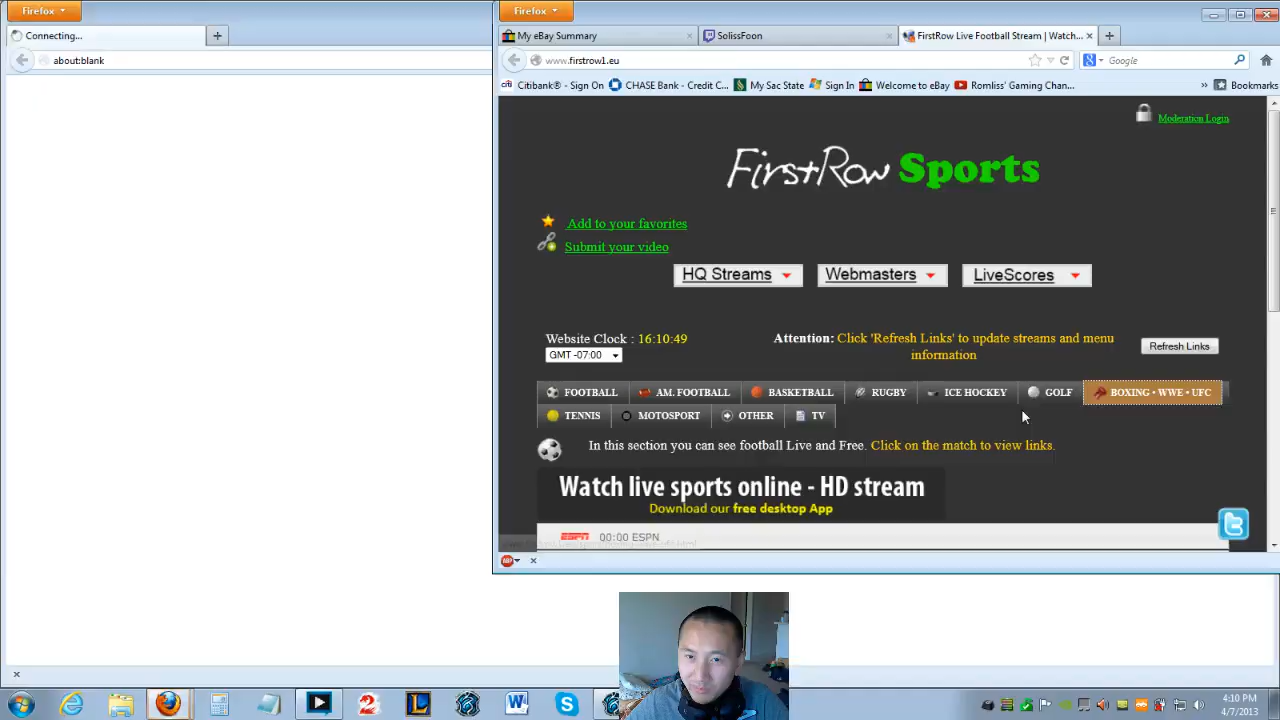 Firefox
Firefox
Connecting...
My eBay Summary
SolissFoon
FirstRow Live Football Stream | Watch...
about:blank
www.firstrow1.eu
Google
Citibank® - Sign On
CHASE Bank - Credit C...
My Sac State
Sign In
Welcome to eBay
Romliss' Gaming Chan...
»
Bookmarks
Moderation Login
FirstRow Sports
Add to your favorites
Submit your video
HQ Streams
Webmasters
LiveScores
Website Clock : 16:10:49
GMT -07:00
Attention: Click 'Refresh Links' to update streams and menu
information
Refresh Links
FOOTBALL
AM. FOOTBALL
BASKETBALL
RUGBY
ICE HOCKEY
GOLF
BOXING • WWE • UFC
TENNIS
MOTOSPORT
OTHER
TV
In this section you can see football Live and Free. Click on the match to view links.
Watch live sports online - HD stream
Download our free desktop App
ESPN
00:00 ESPN
ABP
4:10 PM
4/7/2013